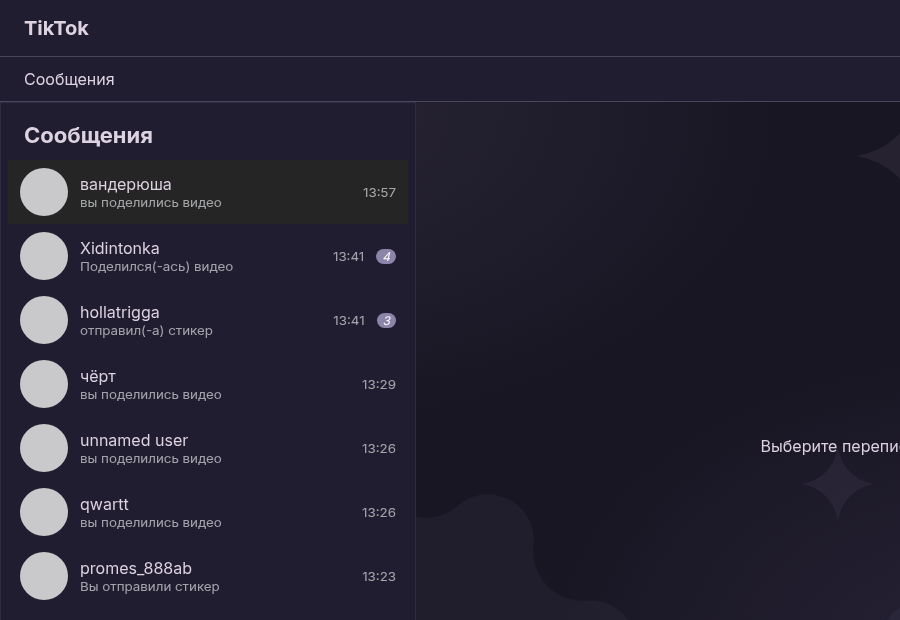 TikTok
Сообщения
Сообщения
вандерюша
вы поделились видео
13:57
Xidintonka
Поделился(-ась) видео
13:41 4
hollatrigga
отправил(-а) стикер
13:41 3
чёрт
вы поделились видео
13:29
unnamed user
вы поделились видео
13:26
qwartt
вы поделились видео
13:26
promes_888ab
Вы отправили стикер
13:23
Выберите